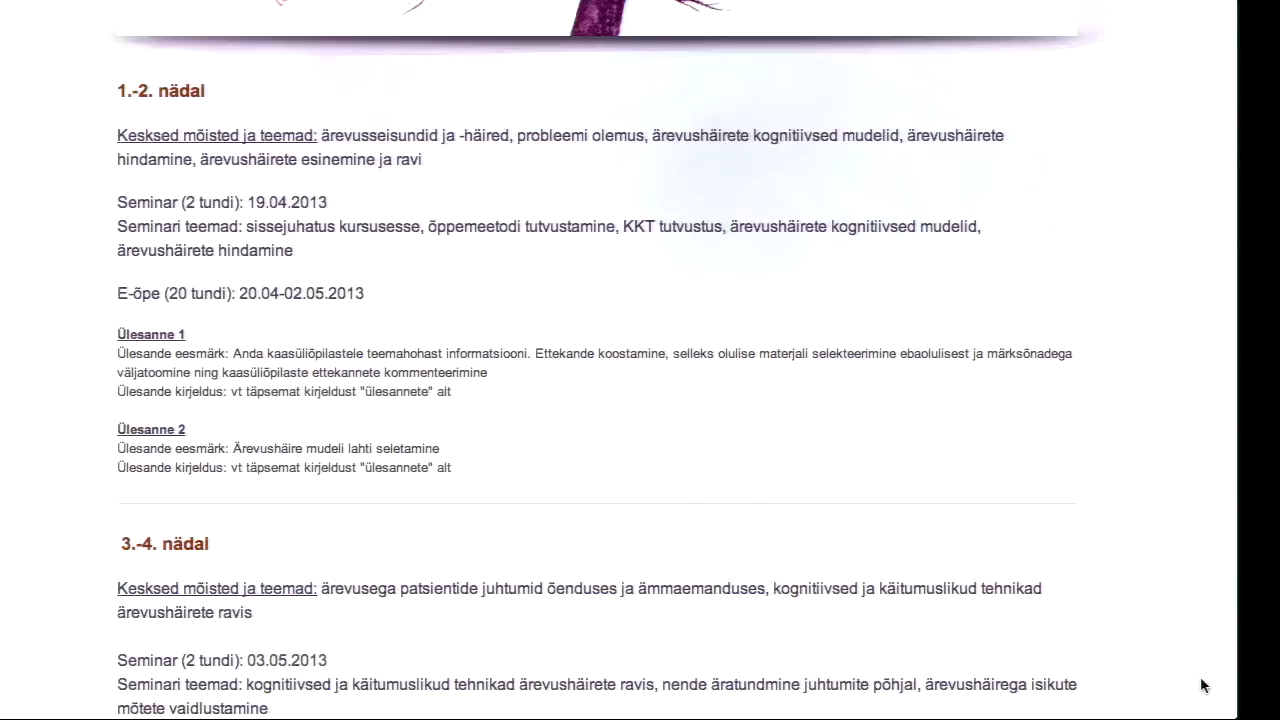 1.-2. nädal
Kesksed mõisted ja teemad: ärevusseisundid ja -häired, probleemi olemus, ärevushäirete kognitiivsed mudelid, ärevushäirete
hindamine, ärevushäirete esinemine ja ravi
Seminar (2 tundi): 19.04.2013
Seminari teemad: sissejuhatus kursusesse, õppemeetodi tutvustamine, KKT tutvustus, ärevushäirete kognitiivsed mudelid,
ärevushäirete hindamine
E-õpe (20 tundi): 20.04-02.05.2013
Ülesanne 1
Ülesande eesmärk: Anda kaasüliõpilastele teemahohast informatsiooni. Ettekande koostamine, selleks olulise materjali selekteerimine ebaolulisest ja märksõnadega
väljatoomine ning kaasüliõpilaste ettekannete kommenteerimine
Ülesande kirjeldus: vt täpsemat kirjeldust "ülesannete" alt
Ülesanne 2
Ülesande eesmärk: Ärevushäire mudeli lahti seletamine
Ülesande kirjeldus: vt täpsemat kirjeldust "ülesannete" alt
3.-4. nädal
Kesksed mõisted ja teemad: ärevusega patsientide juhtumid õenduses ja ämmaemanduses, kognitiivsed ja käitumuslikud tehnikad
ärevushäirete ravis
Seminar (2 tundi): 03.05.2013
Seminari teemad: kognitiivsed ja käitumuslikud tehnikad ärevushäirete ravis, nende äratundmine juhtumite põhjal, ärevushäirega isikute
mõtete vaidlustamine